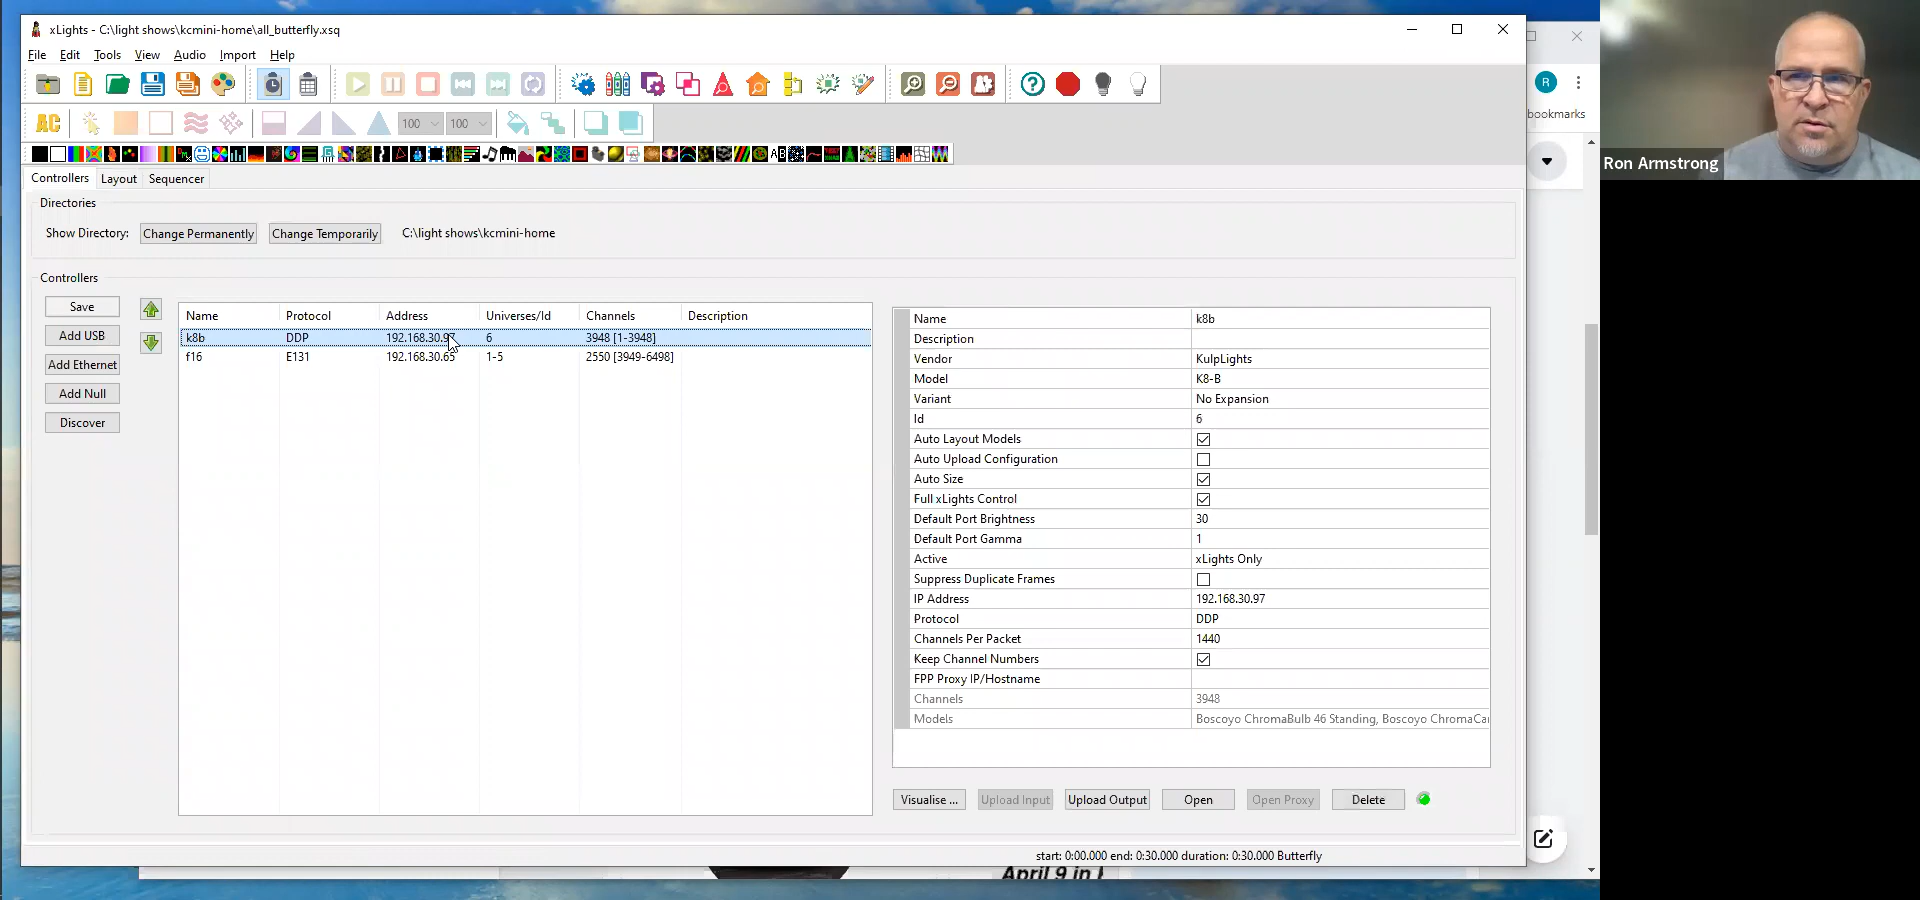 xLights - C:\light shows\kcmini-home\all_butterfly.xsq
File Edit Tools View Audio Import Help
R
bookmarks
AC 100 100
Ron Armstrong
Controllers Layout Sequencer
Directories
Show Directory: Change Permanently Change Temporarily C:\light shows\kcmini-home
Controllers
Save
Add USB
Add Ethernet
Add Null
Discover
Name Protocol Address Universes/Id Channels Description
k8b DDP 192.168.30.97 6 3948 [1-3948]
f16 E131 192.168.30.65 1-5 2550 [3949-6498]
Name k8b
Description
Vendor KulpLights
Model K8-B
Variant No Expansion
Id 6
Auto Layout Models
Auto Upload Configuration
Auto Size
Full xLights Control
Default Port Brightness 30
Default Port Gamma 1
Active xLights Only
Suppress Duplicate Frames
IP Address 192.168.30.97
Protocol DDP
Channels Per Packet 1440
Keep Channel Numbers
FPP Proxy IP/Hostname
Channels 3948
Models Boscoyo ChromaBulb 46 Standing, Boscoyo ChromaCa
Visualise ... Upload Input Upload Output Open Open Proxy Delete
start: 0:00.000 end: 0:30.000 duration: 0:30.000 Butterfly
April 9 in